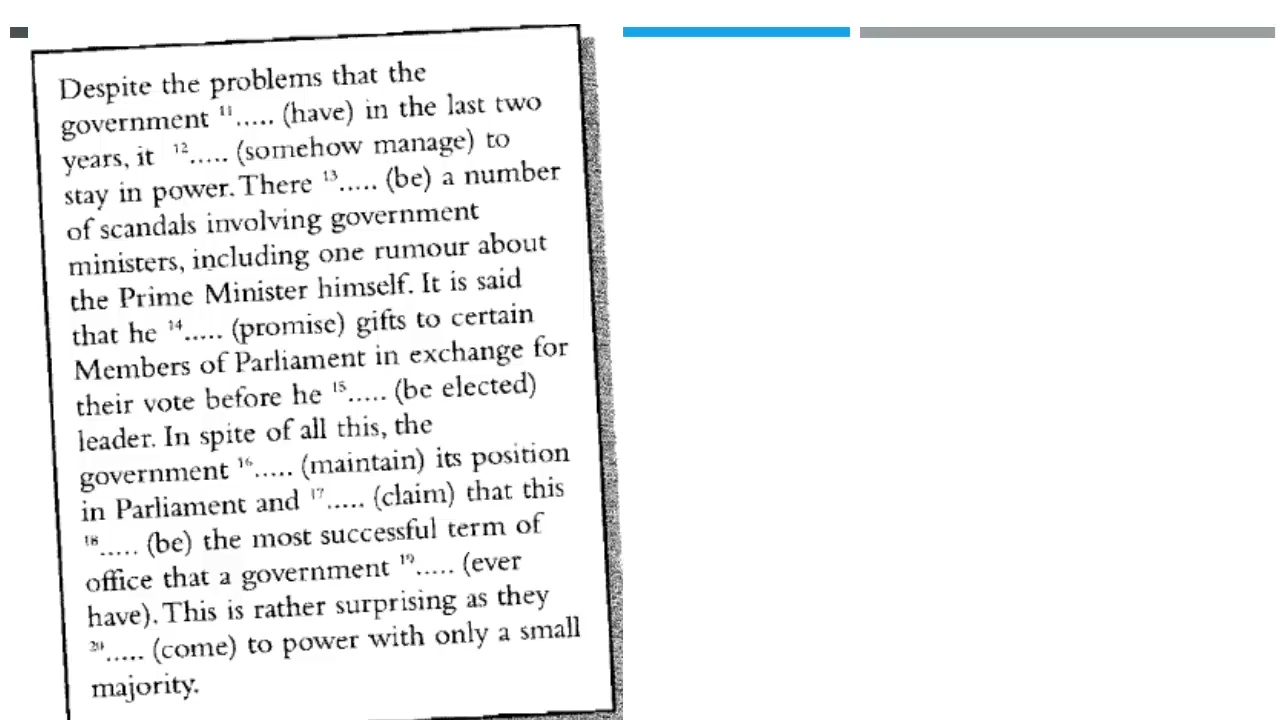 Despite the problems that the
government 11..... (have) in the last two
years, it 12..... (somehow manage) to
stay in power. There 13..... (be) a number
of scandals involving government
ministers, including one rumour about
the Prime Minister himself. It is said
that he 14..... (promise) gifts to certain
Members of Parliament in exchange for
their vote before he 15..... (be elected)
leader. In spite of all this, the
government 16..... (maintain) its position
in Parliament and 17..... (claim) that this
18..... (be) the most successful term of
office that a government 19..... (ever
have). This is rather surprising as they
20..... (come) to power with only a small
majority.